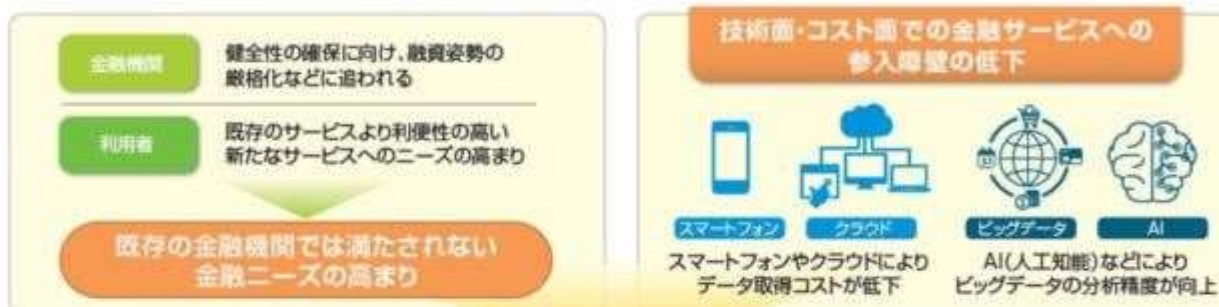 金融機関
健全性の確保に向け、融資姿勢の
厳格化などに追われる
利用者
既存のサービスより利便性の高い
新たなサービスへのニーズの高まり
既存の金融機関では満たされない
金融ニーズの高まり
技術面・コスト面での金融サービスへの
参入障壁の低下
スマートフォン
クラウド
ビッグデータ
AI
スマートフォンやクラウドにより
データ取得コストが低下
AI(人工知能)などにより
ビッグデータの分析精度が向上